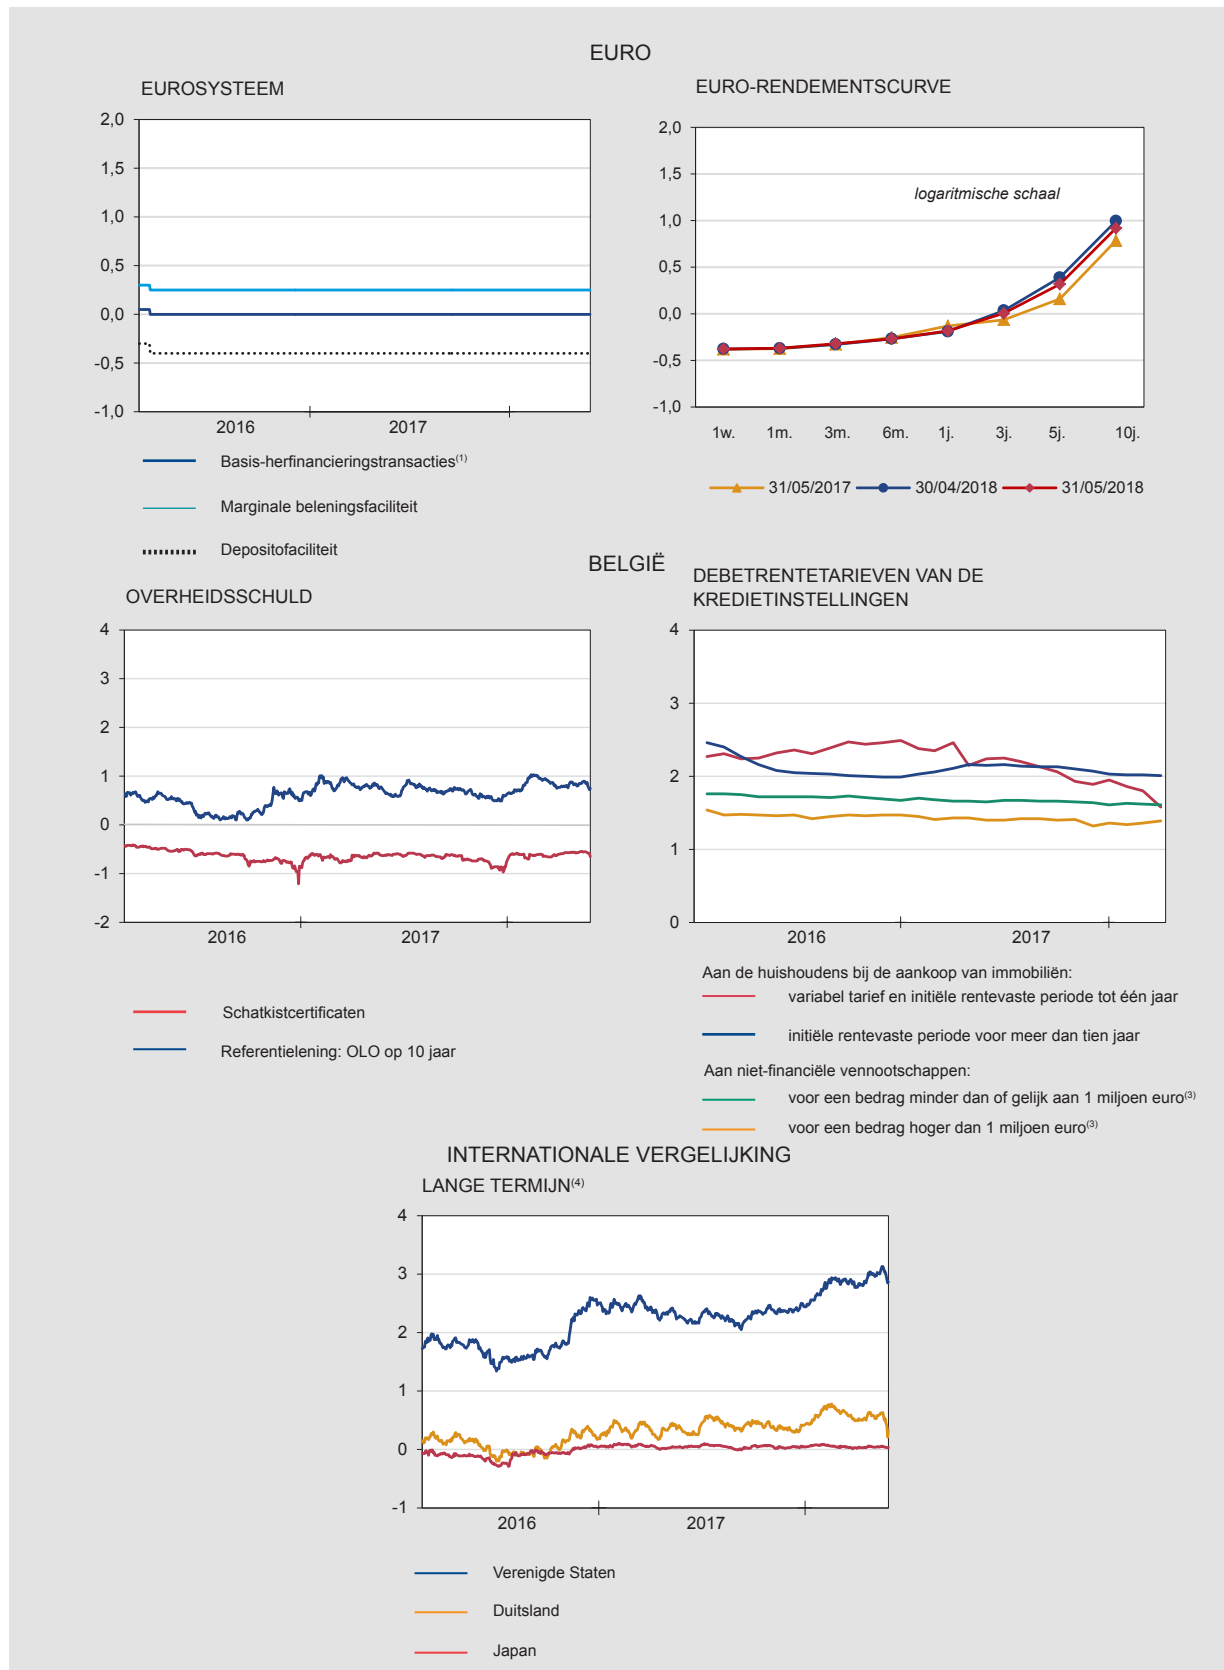 EURO
EUROSYSTEEM
2,0
1,5
1,0
0,5
0,0
-0,5
-1,0
2016 2017
Basis-herfinancieringstransacties(1)
Marginale beleningsfaciliteit
Depositofaciliteit
EURO-RENDEMENTSCURVE
2,0
1,5
1,0
0,5
0,0
-0,5
-1,0
logaritmische schaal
1w. 1m. 3m. 6m. 1j. 3j. 5j. 10j.
31/05/2017 30/04/2018 31/05/2018
BELGIË
OVERHEIDSSCHULD
4
3
2
1
0
-1
-2
2016 2017
Schatkistcertificaten
Referentielening: OLO op 10 jaar
DEBETRENTETARIEVEN VAN DE
KREDIETINSTELLINGEN
4
3
2
1
0
2016 2017
Aan de huishoudens bij de aankoop van immobiliën:
variabel tarief en initiële rentevaste periode tot één jaar
initiële rentevaste periode voor meer dan tien jaar
Aan niet-financiële vennootschappen:
voor een bedrag minder dan of gelijk aan 1 miljoen euro(3)
voor een bedrag hoger dan 1 miljoen euro(3)
INTERNATIONALE VERGELIJKING
LANGE TERMIJN(4)
4
3
2
1
0
-1
2016 2017
Verenigde Staten
Duitsland
Japan